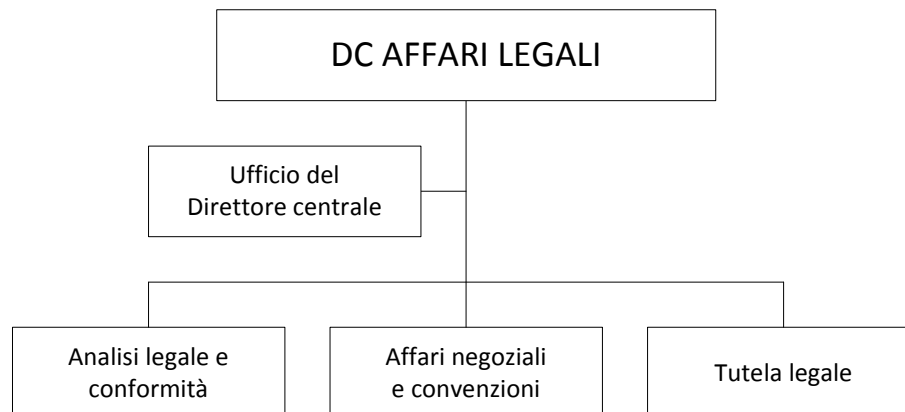 DC AFFARI LEGALI
Ufficio del
Direttore centrale
Analisi legale e
conformità
Affari negoziali
e convenzioni
Tutela legale